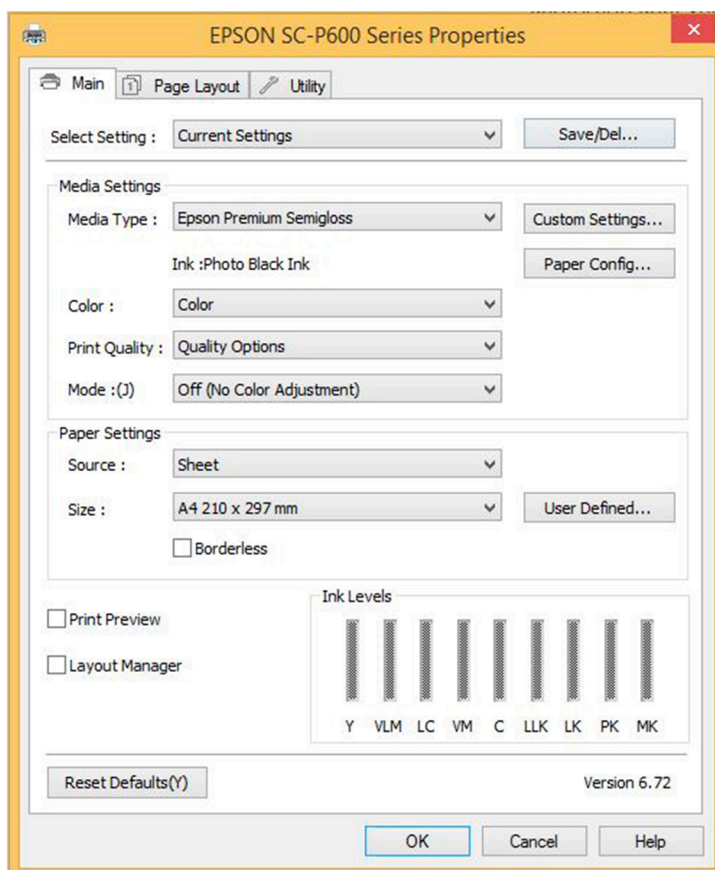 EPSON SC-P600 Series Properties
Main
Page Layout
Utility
Select Setting :
Current Settings
Save/Del...
Media Settings
Media Type :
Epson Premium Semigloss
Custom Settings...
Ink :Photo Black Ink
Paper Config...
Color :
Color
Print Quality :
Quality Options
Mode :(J)
Off (No Color Adjustment)
Paper Settings
Source :
Sheet
Size :
A4 210 x 297 mm
User Defined...
Borderless
Print Preview
Layout Manager
Ink Levels
Y VLM LC VM C LLK LK PK MK
Reset Defaults(Y)
Version 6.72
OK
Cancel
Help